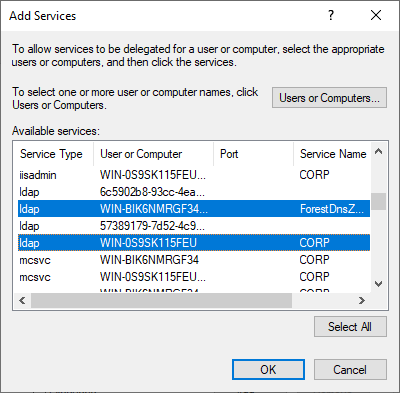 Add Services
To allow services to be delegated for a user or computer, select the appropriate
users or computers, and then click the services.
To select one or more user or computer names, click
Users or Computers.
Users or Computers...
Available services:
Service Type User or Computer Port Service Name
iisadmin WIN-0S9SK115FEU... CORP
ldap 6c5902b8-93cc-4ea...
ldap WIN-BIK6NMRGF34... ForestDnsZ...
ldap 57389179-7d52-4c9...
ldap WIN-0S9SK115FEU CORP
mcsvc WIN-BIK6NMRGF34 CORP
mcsvc WIN-0S9SK115FEU... CORP
Select All
OK Cancel